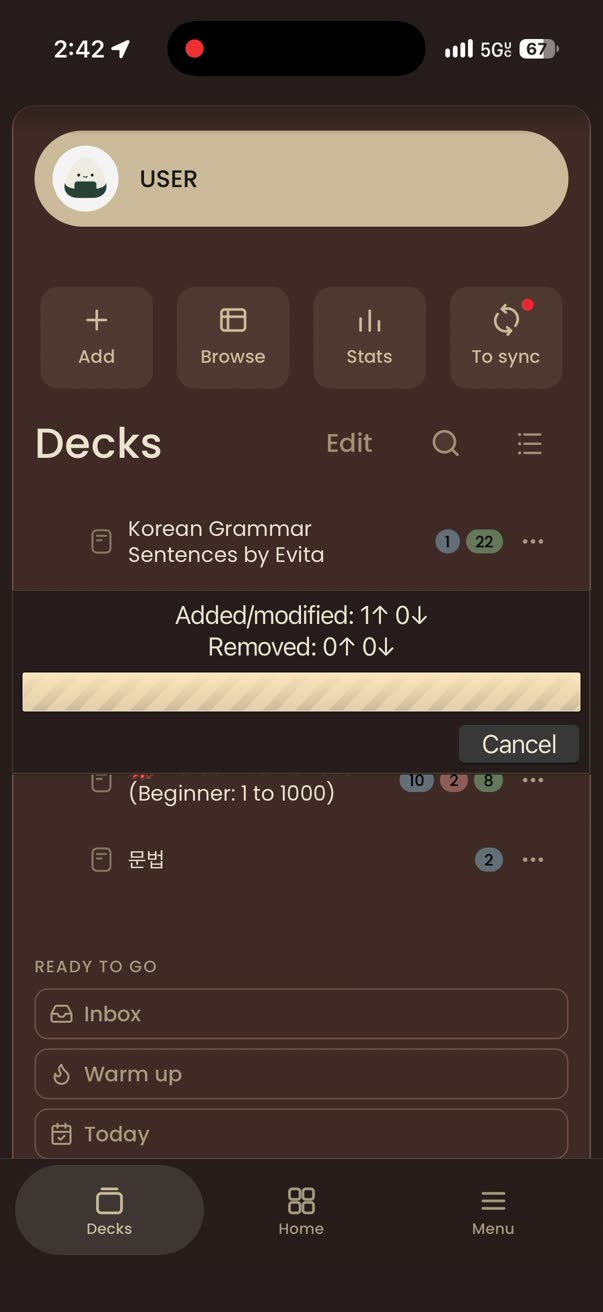 2:42
5GUC
67
USER
Add
Browse
Stats
To sync
Decks
Edit
Korean Grammar
Sentences by Evita
1
22
Added/modified: 1↑ 0↓
Removed: 0↑ 0↓
Cancel
(Beginner: 1 to 1000)
10
2
8
문법
2
READY TO GO
Inbox
Warm up
Today
Decks
Home
Menu